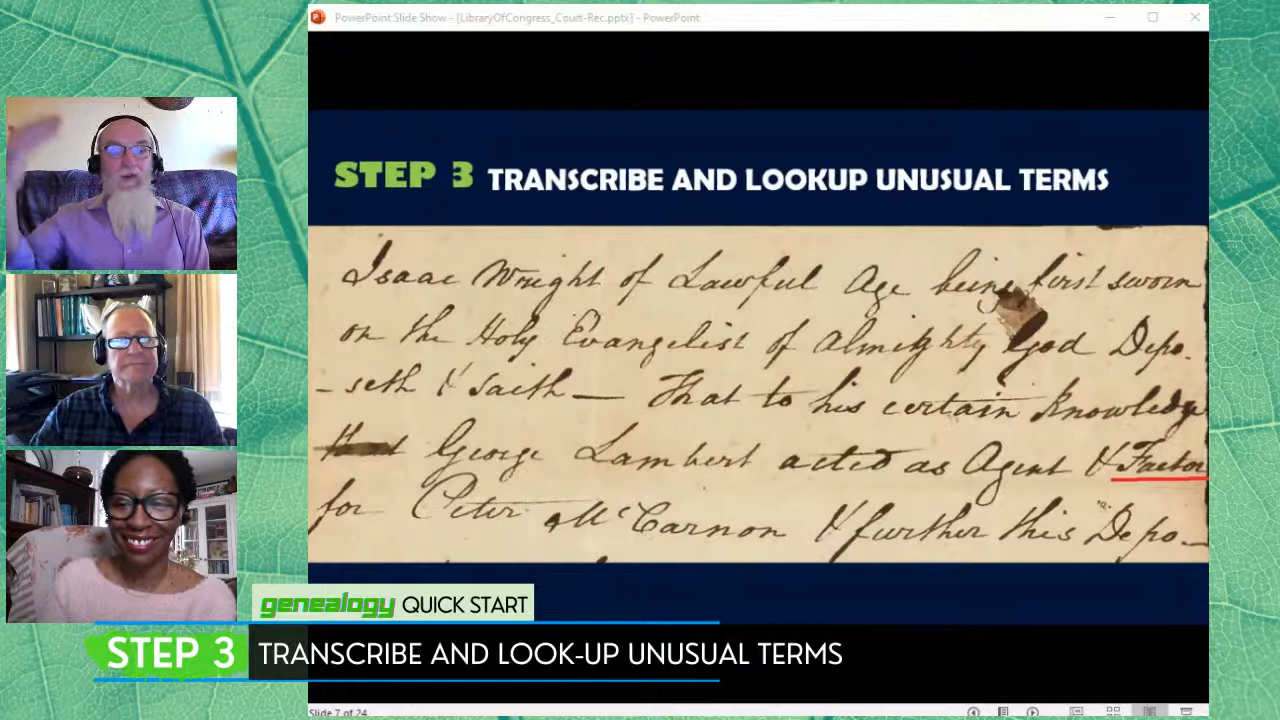 PowerPoint Slide Show - [LibraryOfCongress_Court-Rec.pptx] - PowerPoint
STEP 3 TRANSCRIBE AND LOOKUP UNUSUAL TERMS
Isaac Wright of Lawful Age being first sworn
on the Holy Evangelist of Almighty God Depo.
-seth & saith — That to his certain knowledge
that George Lambert acted as Agent & Factor
for Peter McCarnon & further this Depo—
genealogy QUICK START
STEP 3 TRANSCRIBE AND LOOK-UP UNUSUAL TERMS
Slide 7 of 24